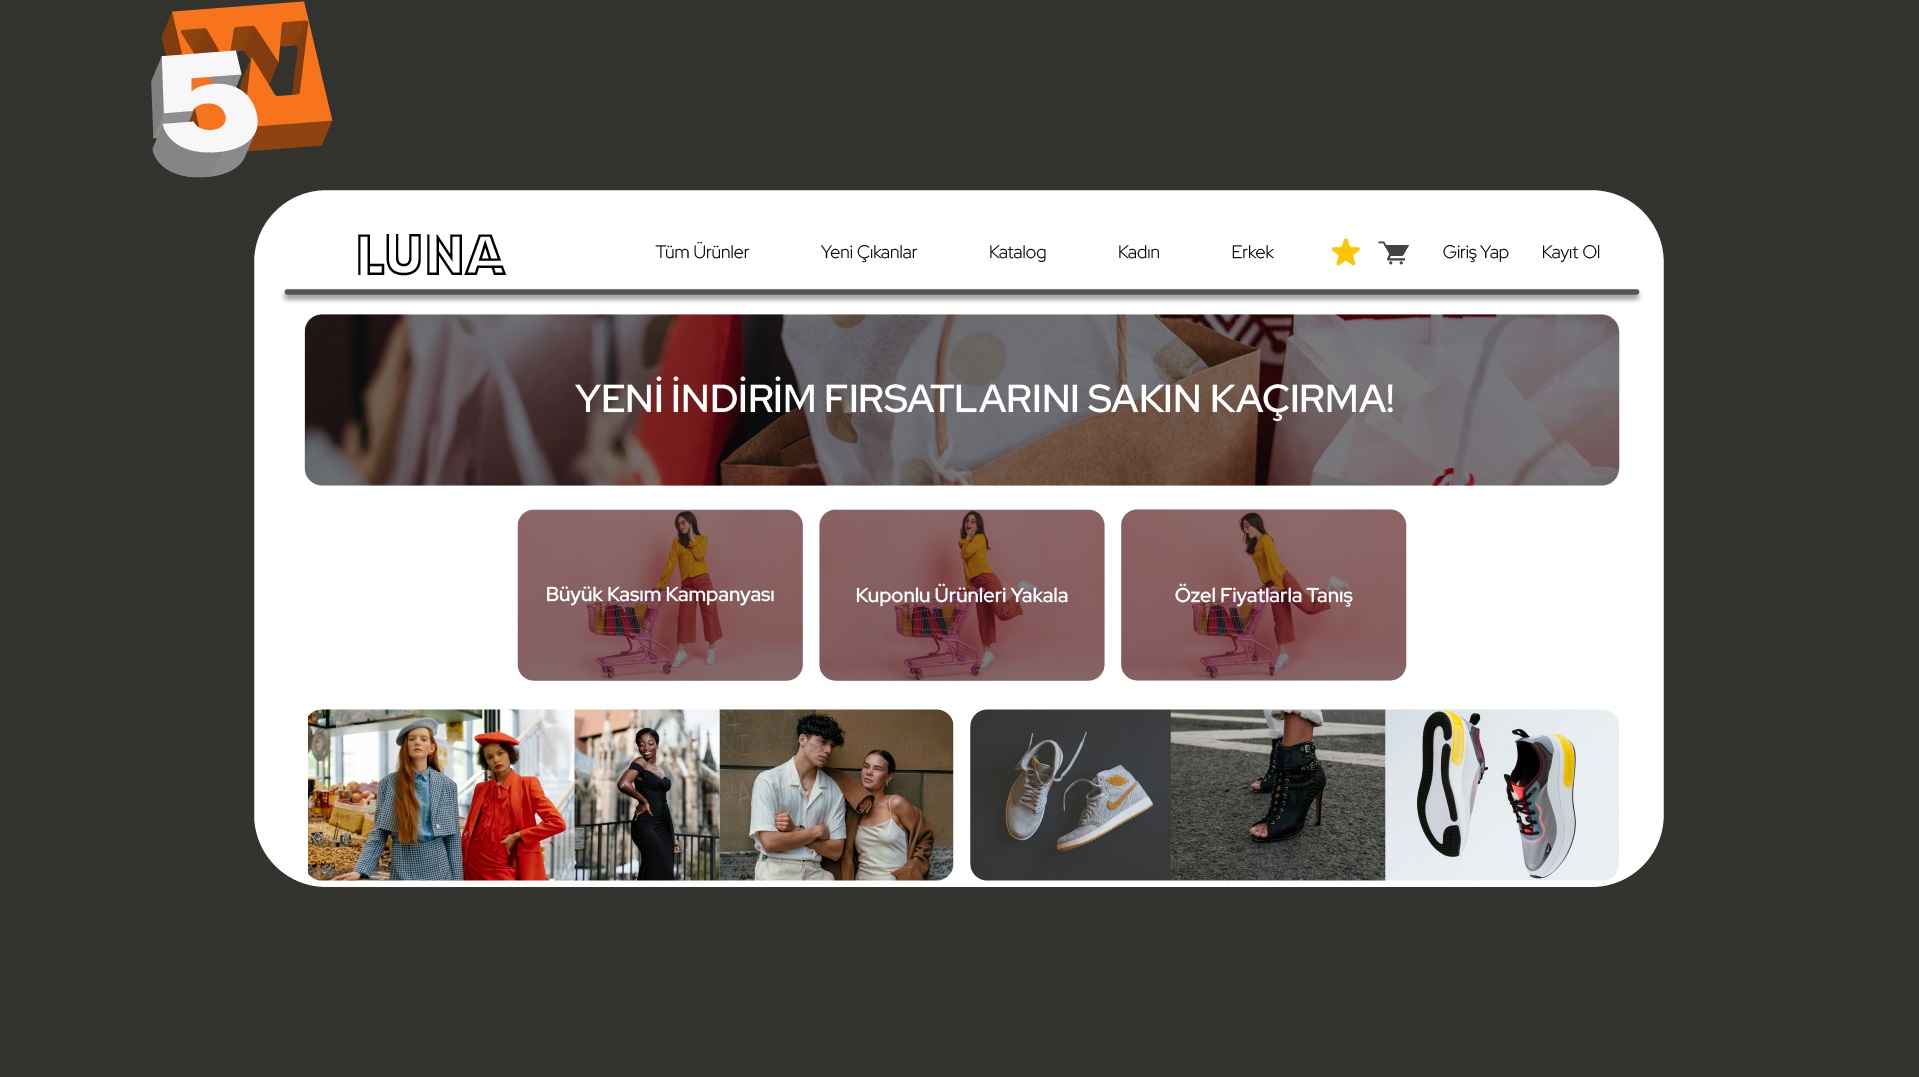 5W
LUNA
Tüm Ürünler
Yeni Çıkanlar
Katalog
Kadın
Erkek
Giriş Yap
Kayıt Ol
YENİ İNDİRİM FIRSATLARINI SAKIN KAÇIRMA!
Büyük Kasım Kampanyası
Kuponlu Ürünleri Yakala
Özel Fiyatlarla Tanış